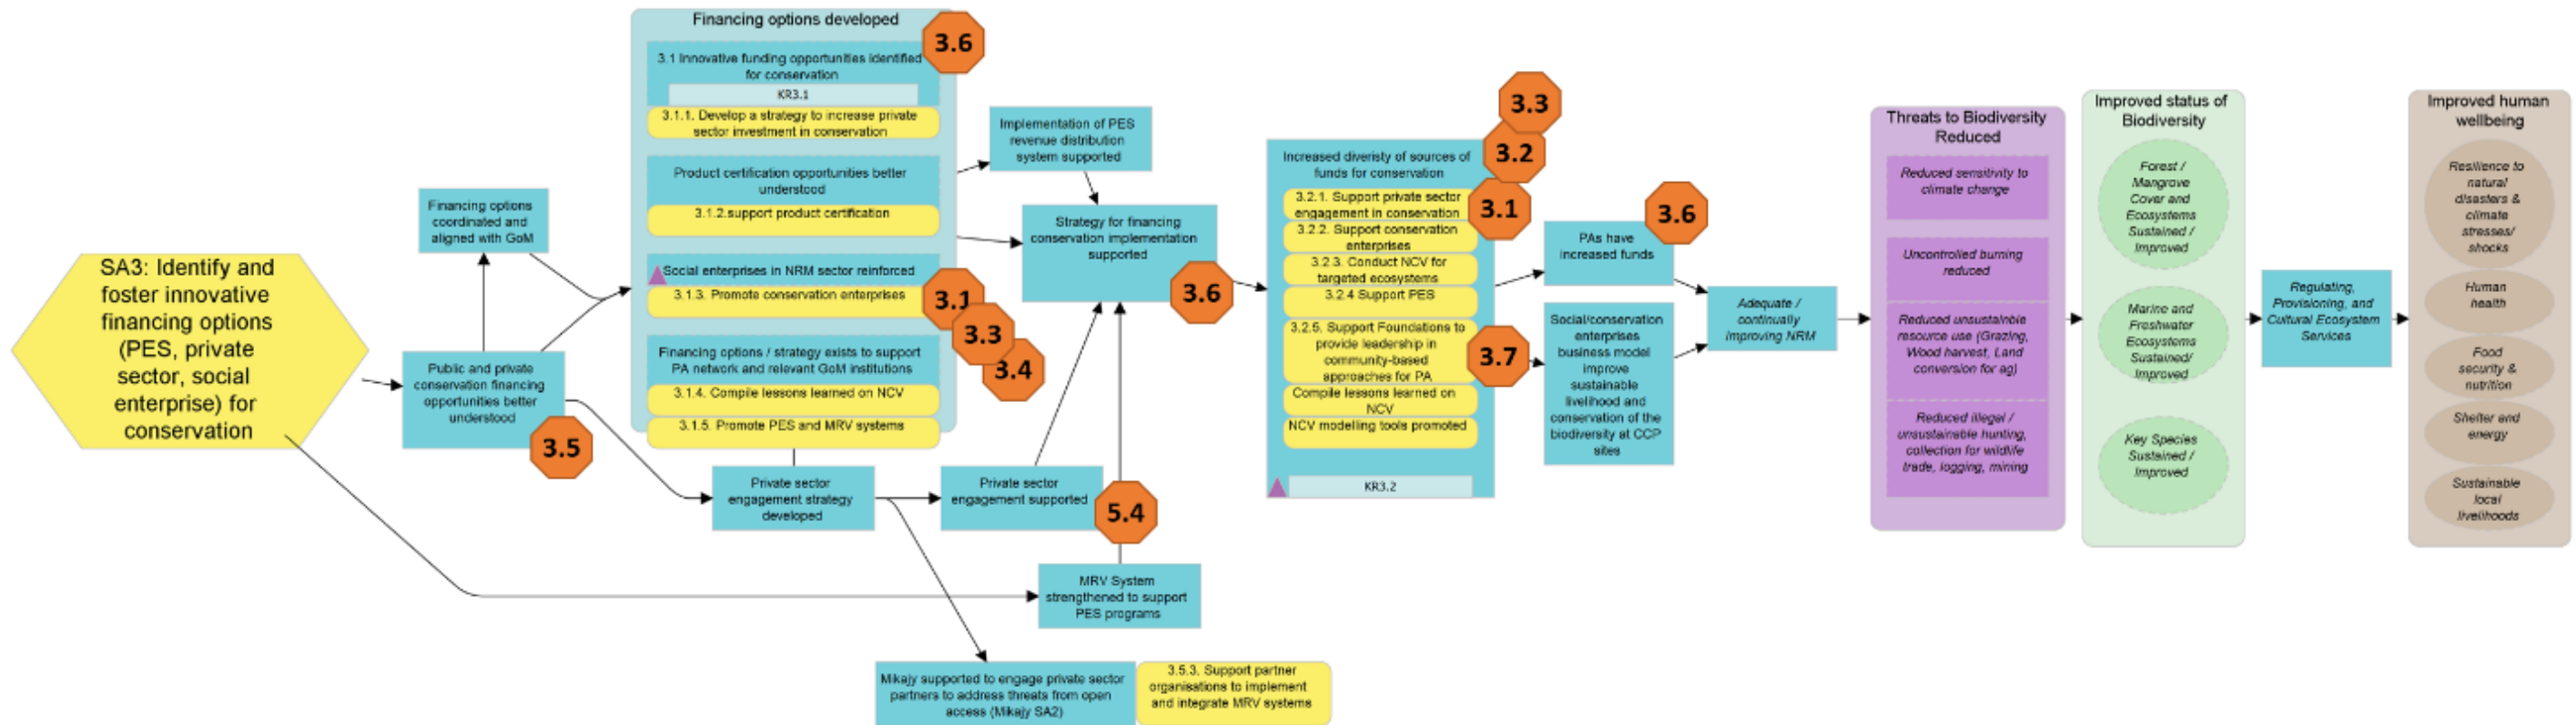 SA3: Identify and
foster innovative
financing options
(PES, private
sector, social
enterprise) for
conservation
Financing options
coordinated and
aligned with GoM
Public and private
conservation financing
opportunities better
understood
3.5
Financing options developed
3.6
3.1 Innovative funding opportunities identified
for conservation
KR3.1
3.1.1. Develop a strategy to increase private
sector investment in conservation
Product certification opportunities better
understood
3.1.2.support product certification
Social enterprises in NRM sector reinforced
3.1.3. Promote conservation enterprises
3.1
3.3
3.4
Financing options / strategy exists to support
PA network and relevant GoM institutions
3.1.4. Compile lessons learned on NCV
3.1.5. Promote PES and MRV systems
Private sector
engagement strategy
developed
Private sector
engagement supported
5.4
MRV System
strengthened to support
PES programs
Mikajy supported to engage private sector
partners to address threats from open
access (Mikajy SA2)
3.5.3. Support partner
organisations to implement
and integrate MRV systems
Implementation of PES
revenue distribution
system supported
Strategy for financing
conservation implementation
supported
3.6
3.3
3.2
3.1
Increased diveristy of sources of
funds for conservation
3.2.1. Support private sector
engagement in conservation
3.2.2. Support conservation
enterprises
3.2.3. Conduct NCV for
targeted ecosystems
3.2.4 Support PES
3.2.5. Support Foundations to
provide leadership in
community-based
approaches for PA
Compile lessons learned on
NCV
NCV modelling tools promoted
KR3.2
3.7
PAs have
increased funds
3.6
Social/conservation
enterprises
business model
improve
sustainable
livelihood and
conservation of the
biodiversity at CCP
sites
Adequate /
continually
improving NRM
Threats to Biodiversity
Reduced
Reduced sensitivity to
climate change
Uncontrolled burning
reduced
Reduced unsustainble
resource use (Grazing,
Wood harvest, Land
conversion for ag)
Reduced illegal /
unsustainable hunting,
collection for wildlife
trade, logging, mining
Improved status of
Biodiversity
Forest /
Mangrove
Cover and
Ecosystems
Sustained /
Improved
Marine and
Freshwater
Ecosystems
Sustained/
Improved
Key Species
Sustained /
Improved
Regulating,
Provisioning, and
Cultural Ecosystem
Services
Improved human
wellbeing
Resilience to
natural
disasters &
climate
stresses/
shocks
Human
health
Food
security &
nutrition
Shelter and
energy
Sustainable
local
livelihoods